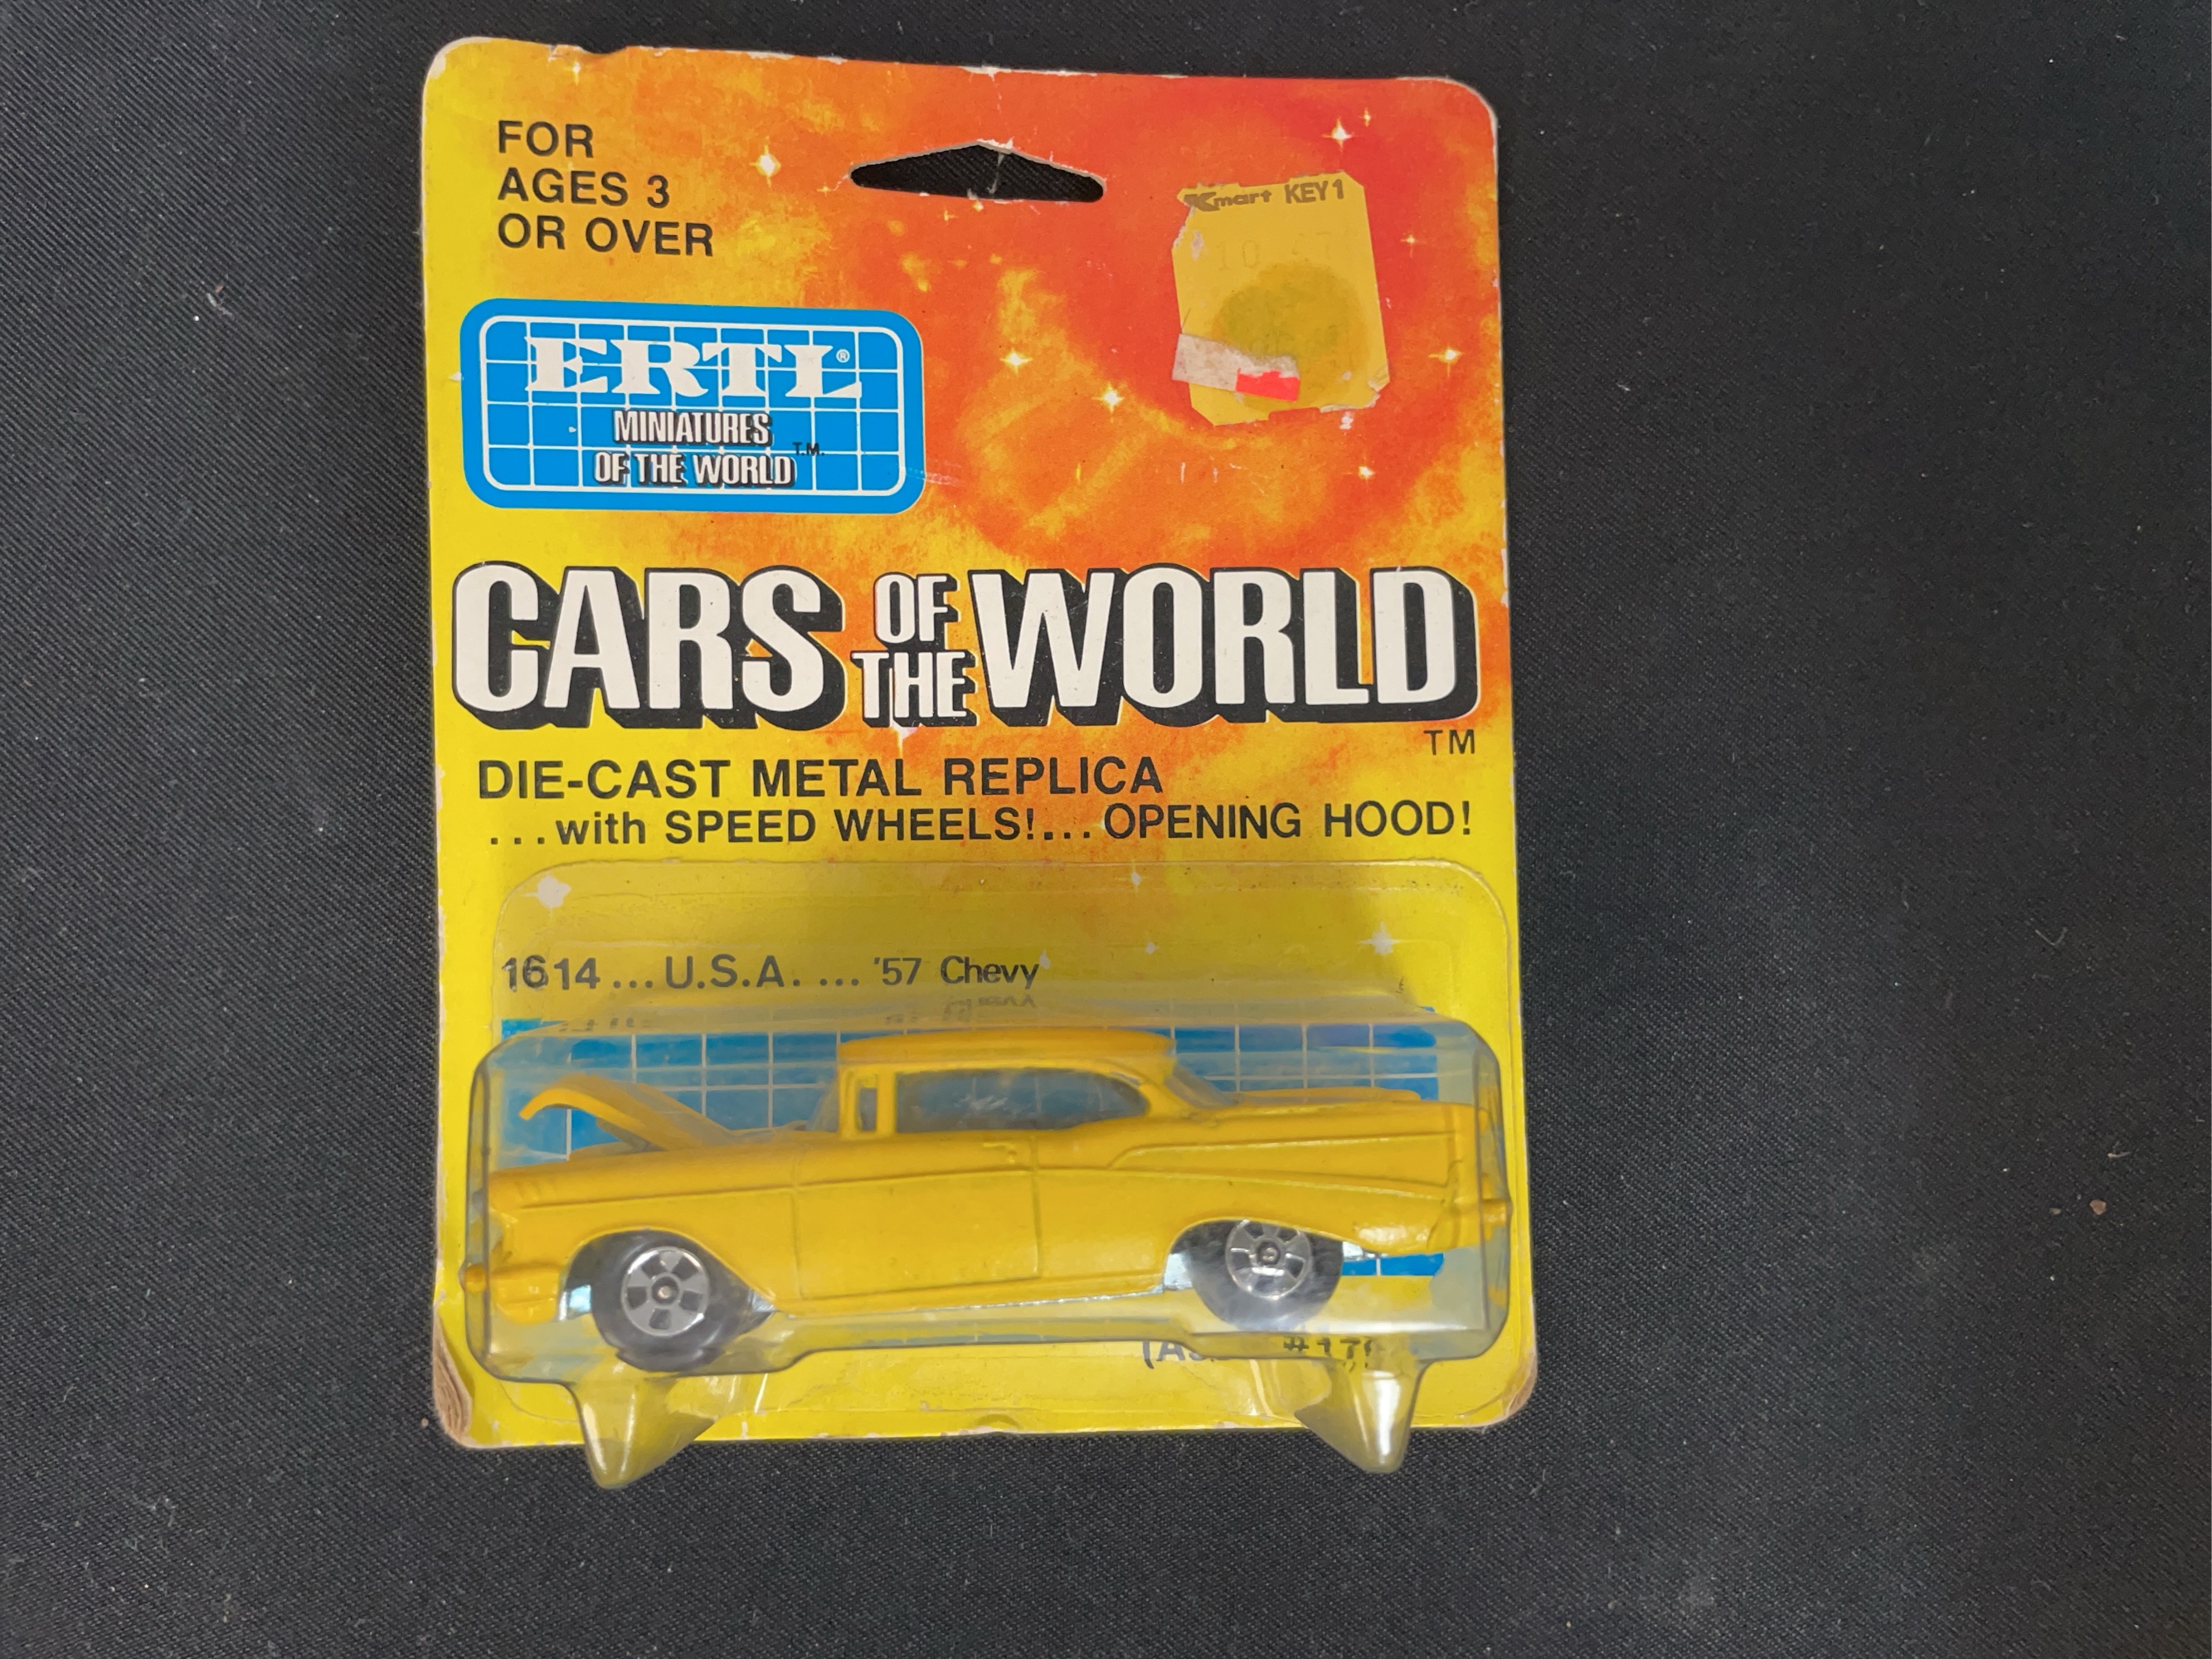 FOR
AGES 3
OR OVER
Kmart KEY1
ERTL®
MINIATURES
OF THE WORLD T.M.
CARS OF THE WORLD
TM
DIE-CAST METAL REPLICA
...with SPEED WHEELS!... OPENING HOOD!
1614 ... U.S.A. ... '57 Chevy